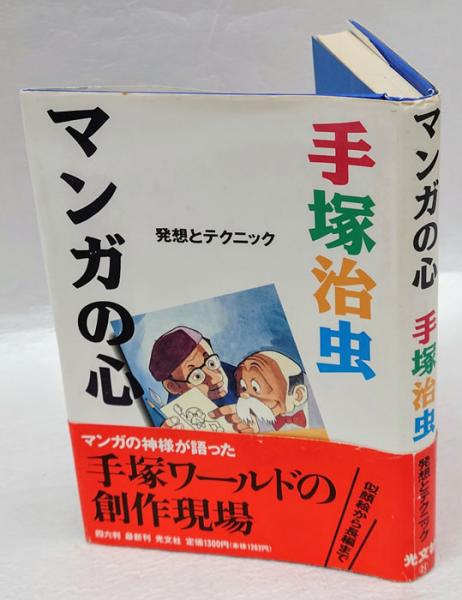 マンガの心
手塚治虫
発想とテクニック
マンガの神様が語った
手塚ワールドの
創作現場
似顔絵から長編まで
四六判 最新刊 光文社 定価1300円(本体1263円)
マンガの心
手塚治虫
発想とテクニック
光文社